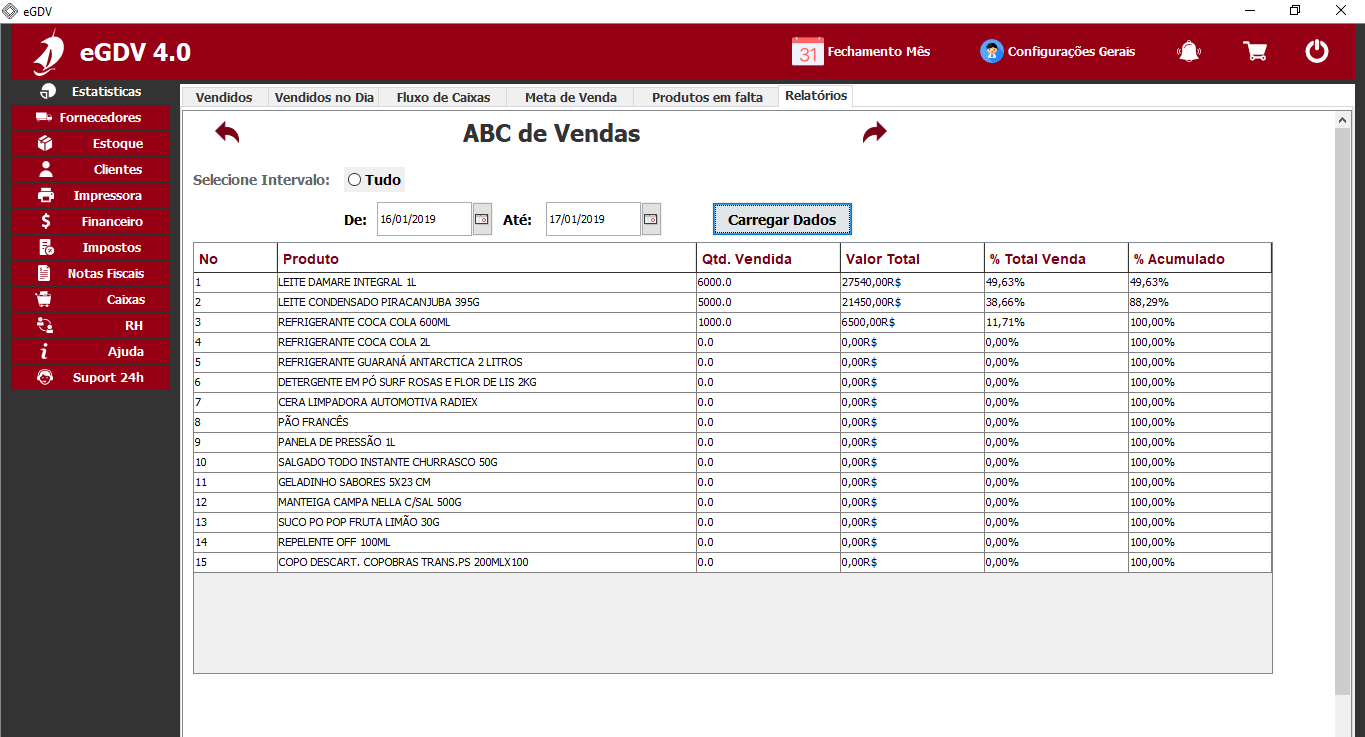 eGDV
eGDV 4.0
31 Fechamento Mês
Configurações Gerais
Estatisticas
Fornecedores
Estoque
Clientes
Impressora
Financeiro
Impostos
Notas Fiscais
Caixas
RH
Ajuda
Suport 24h
Vendidos Vendidos no Dia Fluxo de Caixas Meta de Venda Produtos em falta Relatórios
ABC de Vendas
Selecione Intervalo: Tudo
De: 16/01/2019 Até: 17/01/2019 Carregar Dados
No Produto Qtd. Vendida Valor Total % Total Venda % Acumulado
1 LEITE DAMARE INTEGRAL 1L 6000.0 27540,00R$ 49,63% 49,63%
2 LEITE CONDENSADO PIRACANJUBA 395G 5000.0 21450,00R$ 38,66% 88,29%
3 REFRIGERANTE COCA COLA 600ML 1000.0 6500,00R$ 11,71% 100,00%
4 REFRIGERANTE COCA COLA 2L 0.0 0,00R$ 0,00% 100,00%
5 REFRIGERANTE GUARANÁ ANTARCTICA 2 LITROS 0.0 0,00R$ 0,00% 100,00%
6 DETERGENTE EM PÓ SURF ROSAS E FLOR DE LIS 2KG 0.0 0,00R$ 0,00% 100,00%
7 CERA LIMPADORA AUTOMOTIVA RADIEX 0.0 0,00R$ 0,00% 100,00%
8 PÃO FRANCÊS 0.0 0,00R$ 0,00% 100,00%
9 PANELA DE PRESSÃO 1L 0.0 0,00R$ 0,00% 100,00%
10 SALGADO TODO INSTANTE CHURRASCO 50G 0.0 0,00R$ 0,00% 100,00%
11 GELADINHO SABORES 5X23 CM 0.0 0,00R$ 0,00% 100,00%
12 MANTEIGA CAMPA NELLA C/SAL 500G 0.0 0,00R$ 0,00% 100,00%
13 SUCO PO POP FRUTA LIMÃO 30G 0.0 0,00R$ 0,00% 100,00%
14 REPELENTE OFF 100ML 0.0 0,00R$ 0,00% 100,00%
15 COPO DESCART. COPOBRAS TRANS.PS 200MLX100 0.0 0,00R$ 0,00% 100,00%